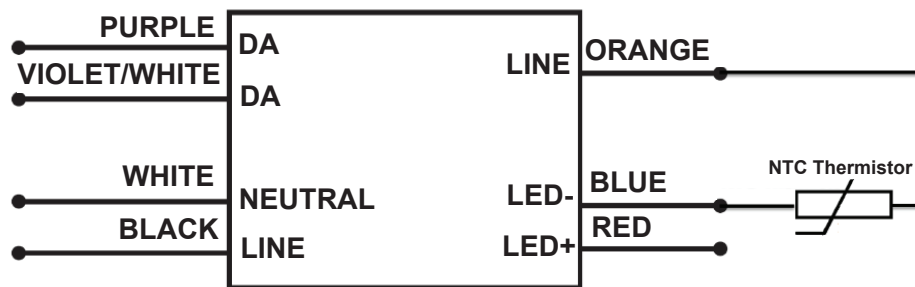 PURPLE
DA
VIOLET/WHITE
DA
WHITE
NEUTRAL
BLACK
LINE
LINE
ORANGE
LED-
BLUE
LED+
RED
NTC Thermistor